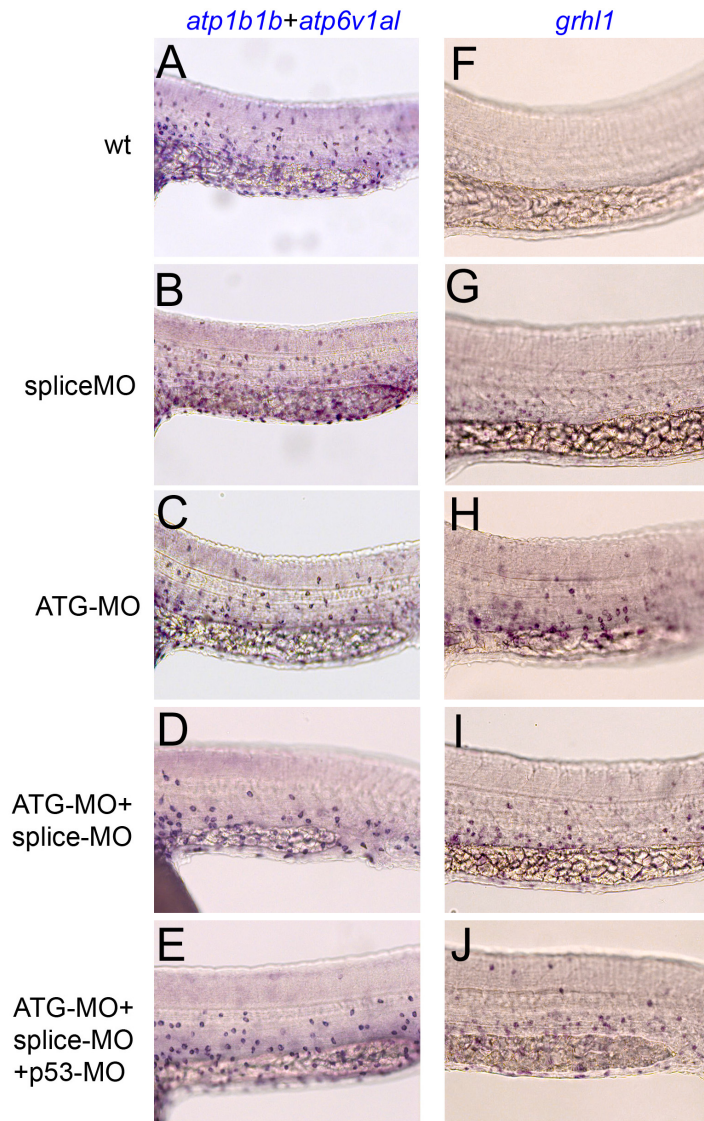 atp1b1b+atp6v1al grhl1
A F
wt
B G
spliceMO
C H
ATG-MO
D I
ATG-MO+
splice-MO
E J
ATG-MO+
splice-MO
+p53-MO